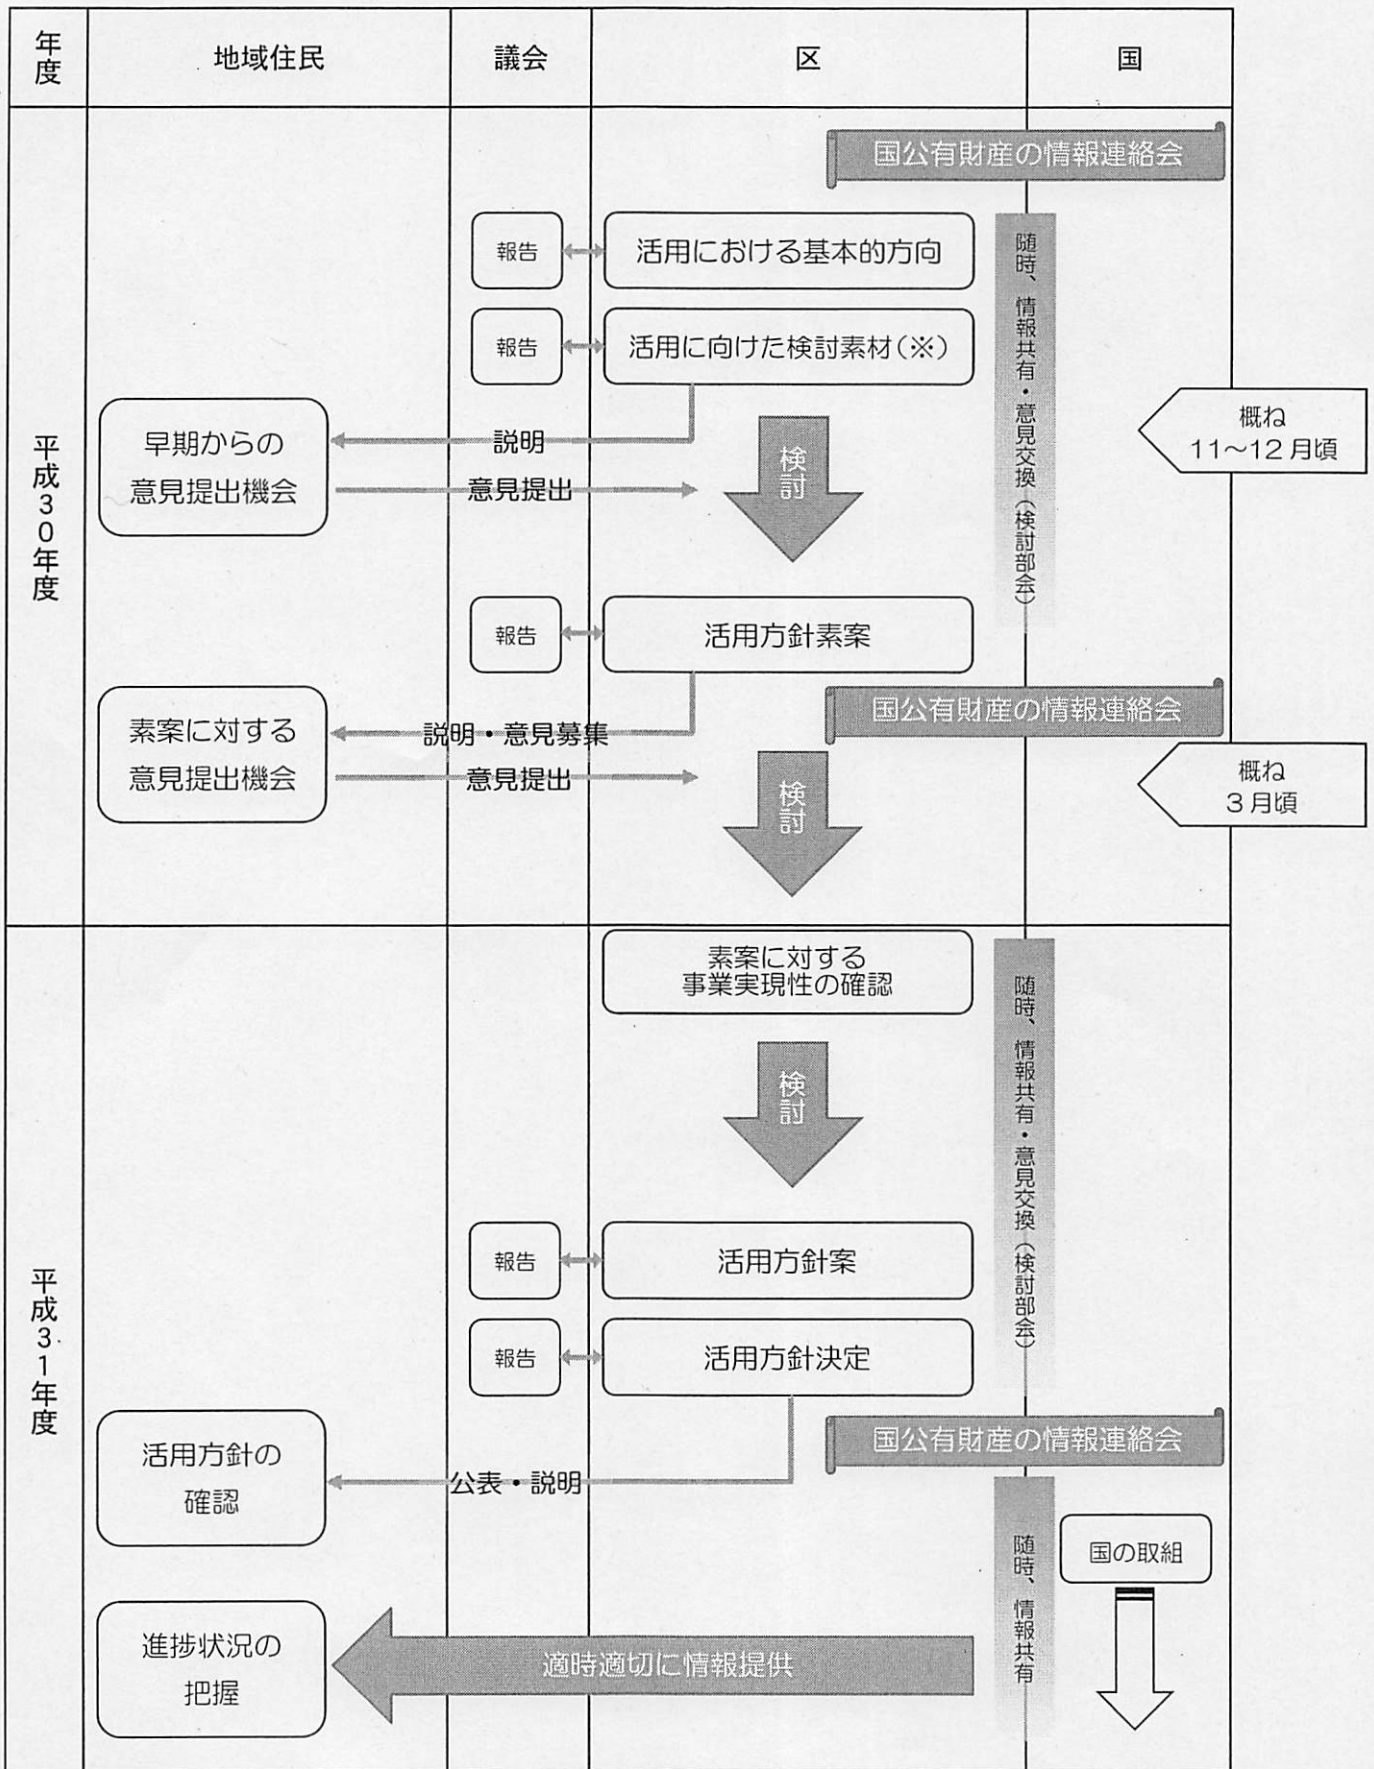 年度
地域住民
議会
区
国
平成30年度
国公有財産の情報連絡会
報告
活用における基本的方向
報告
活用に向けた検討素材(※)
随時、情報共有・意見交換(検討部会)
概ね
11～12月頃
早期からの
意見提出機会
説明
意見提出
検討
報告
活用方針素案
国公有財産の情報連絡会
素案に対する
意見提出機会
説明・意見募集
意見提出
検討
概ね
3月頃
平成31年度
素案に対する
事業実現性の確認
随時、情報共有・意見交換(検討部会)
検討
報告
活用方針案
報告
活用方針決定
国公有財産の情報連絡会
活用方針の
確認
公表・説明
随時、情報共有
国の取組
進捗状況の
把握
適時適切に情報提供